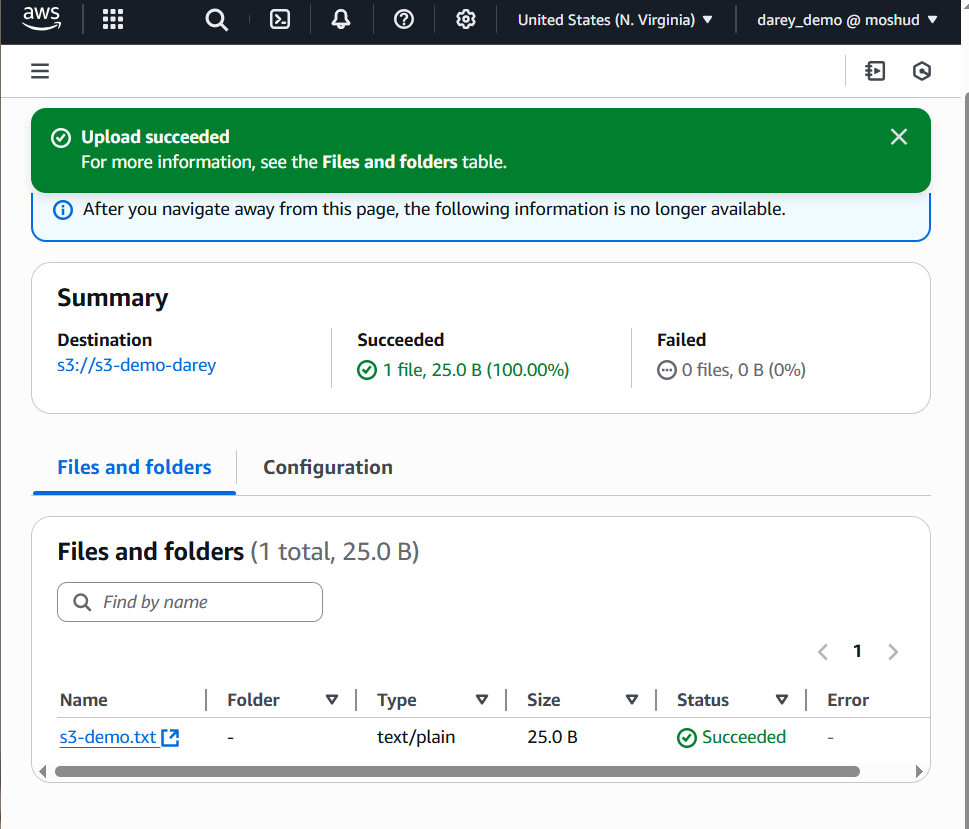 aws
United States (N. Virginia) ▼
darey_demo @ moshud ▼
Upload succeeded
For more information, see the Files and folders table.
After you navigate away from this page, the following information is no longer available.
Summary
Destination
s3://s3-demo-darey
Succeeded
1 file, 25.0 B (100.00%)
Failed
0 files, 0 B (0%)
Files and folders
Configuration
Files and folders (1 total, 25.0 B)
Find by name
1
Name Folder Type Size Status Error
s3-demo.txt - text/plain 25.0 B Succeeded -